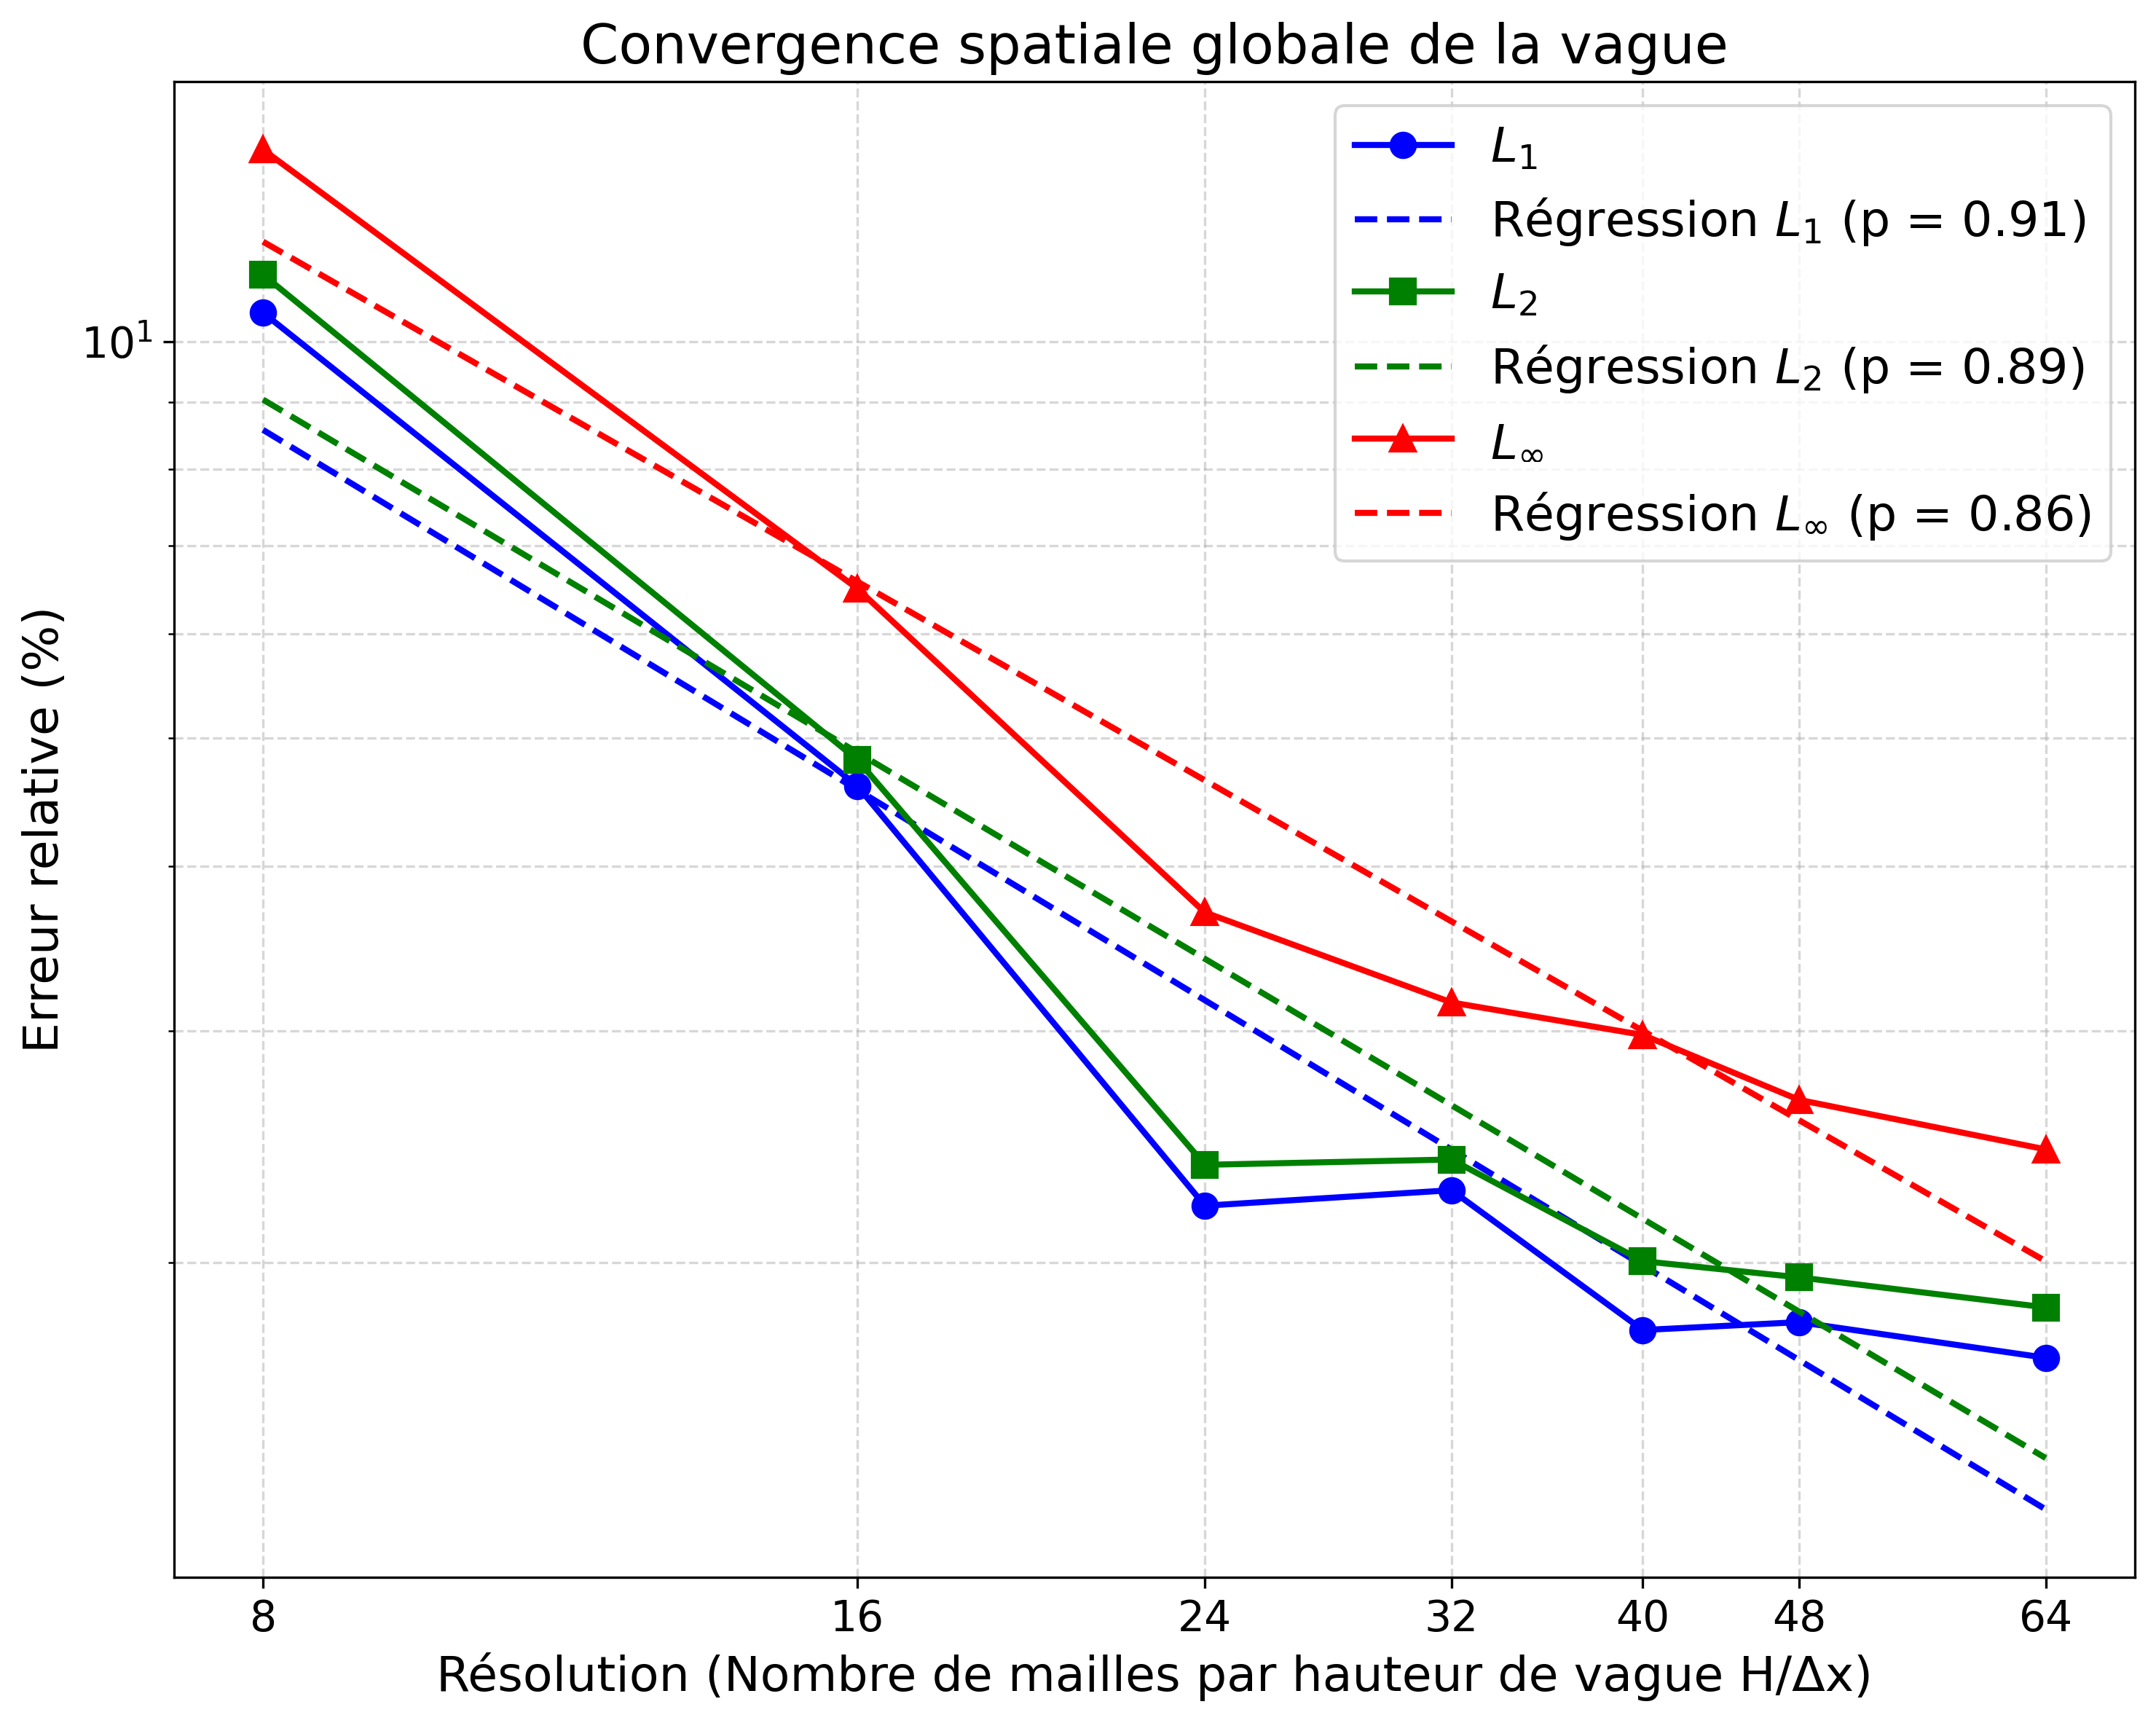 Convergence spatiale globale de la vague
L₁
Régression L₁ (p = 0.91)
L₂
Régression L₂ (p = 0.89)
L∞
Régression L∞ (p = 0.86)
10¹
Erreur relative (%)
8 16 24 32 40 48 64
Résolution (Nombre de mailles par hauteur de vague H/Δx)